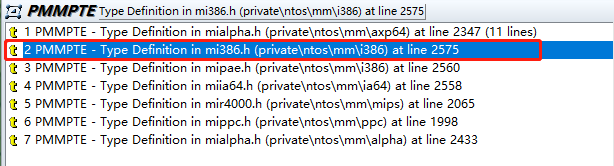 PMMPTE Type Definition in mi386.h (private\ntos\mm\i386) at line 2575
1 PMMPTE - Type Definition in mialpha.h (private\ntos\mm\axp64) at line 2347 (11 lines)
2 PMMPTE - Type Definition in mi386.h (private\ntos\mm\i386) at line 2575
3 PMMPTE - Type Definition in mipae.h (private\ntos\mm\i386) at line 2560
4 PMMPTE - Type Definition in miia64.h (private\ntos\mm\ia64) at line 2558
5 PMMPTE - Type Definition in mir4000.h (private\ntos\mm\mips) at line 2065
6 PMMPTE - Type Definition in mippc.h (private\ntos\mm\ppc) at line 1998
7 PMMPTE - Type Definition in mialpha.h (private\ntos\mm\alpha) at line 2433